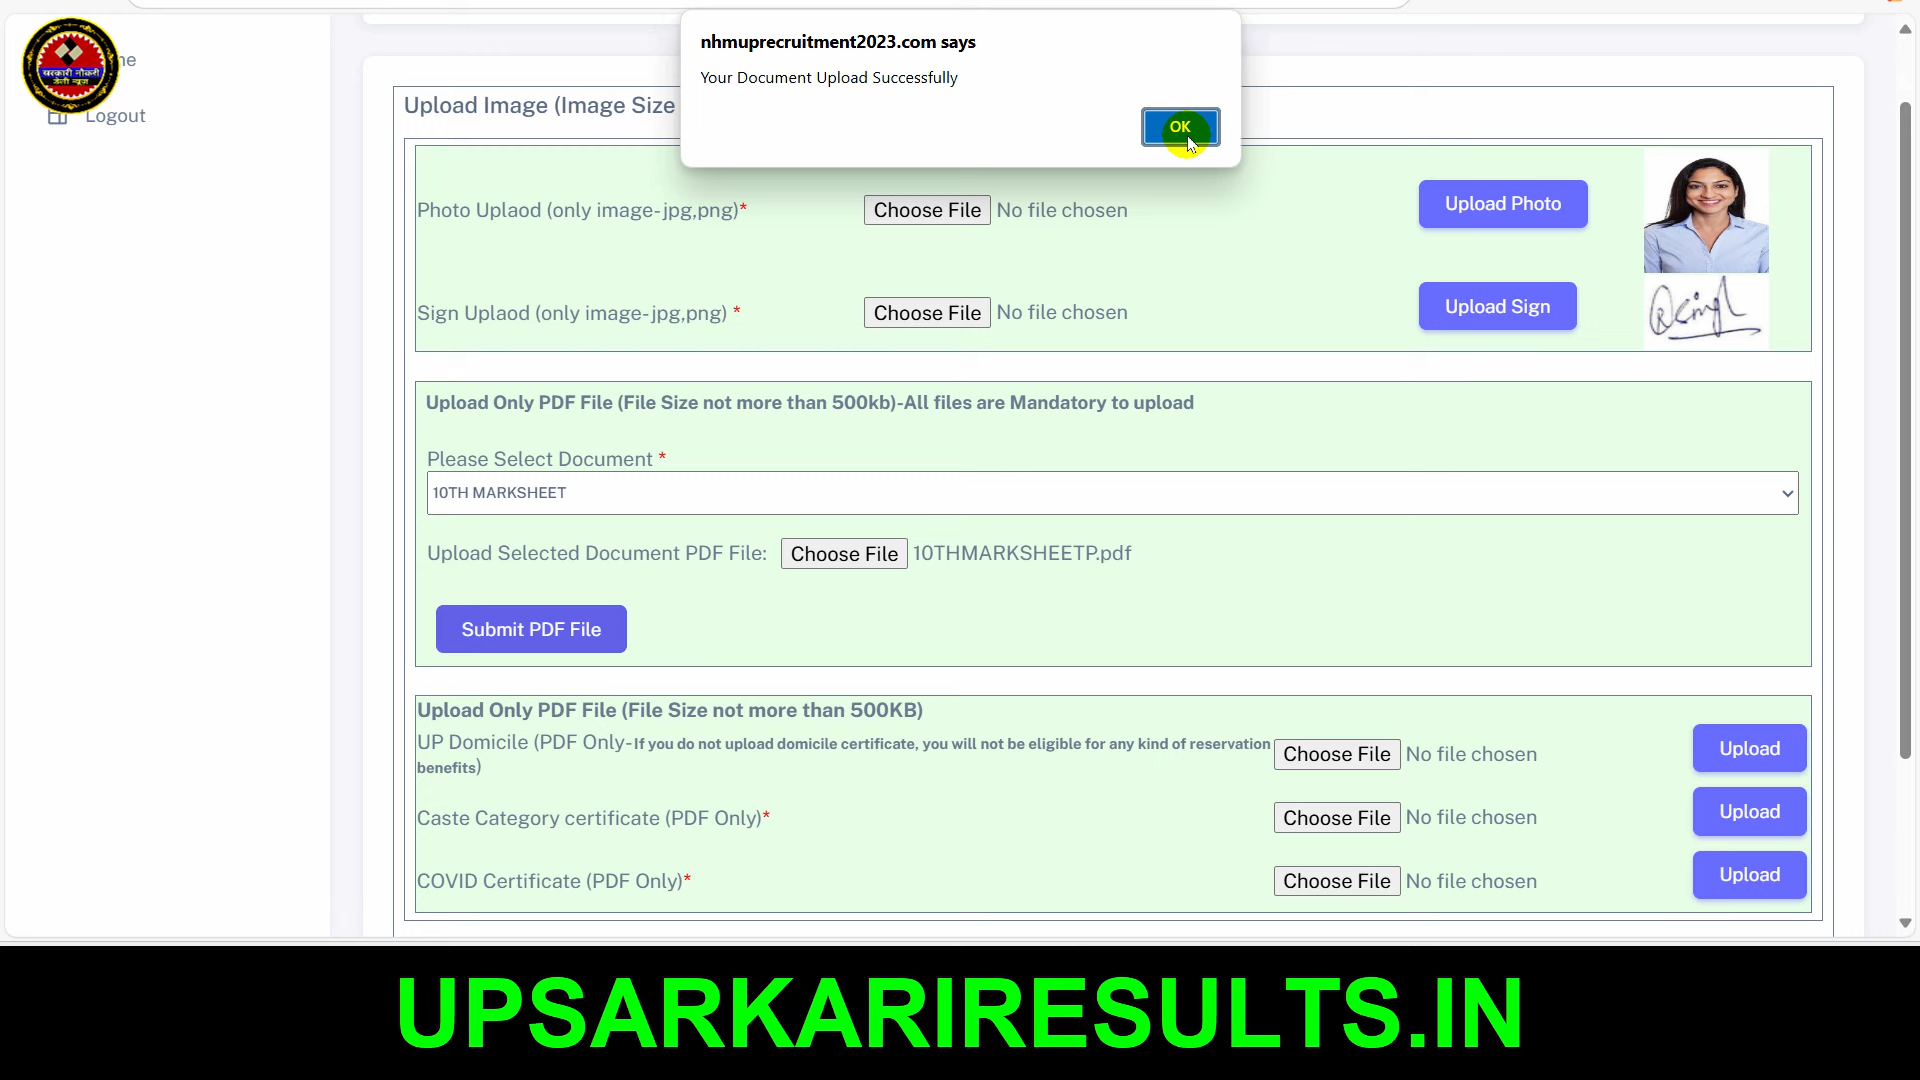 nhmuprecruitment2023.com says
Your Document Upload Successfully
OK
सरकारी नौकरी
डेली न्यूज़
me
Logout
Upload Image (Image Size
Photo Uplaod (only image-jpg,png)* Choose File No file chosen Upload Photo
Sign Uplaod (only image-jpg,png) * Choose File No file chosen Upload Sign
Upload Only PDF File (File Size not more than 500kb)-All files are Mandatory to upload
Please Select Document *
10TH MARKSHEET
Upload Selected Document PDF File: Choose File 10THMARKSHEETP.pdf
Submit PDF File
Upload Only PDF File (File Size not more than 500KB)
UP Domicile (PDF Only-If you do not upload domicile certificate, you will not be eligible for any kind of reservation
benefits) Choose File No file chosen Upload
Caste Category certificate (PDF Only)* Choose File No file chosen Upload
COVID Certificate (PDF Only)* Choose File No file chosen Upload
UPSARKARIRESULTS.IN